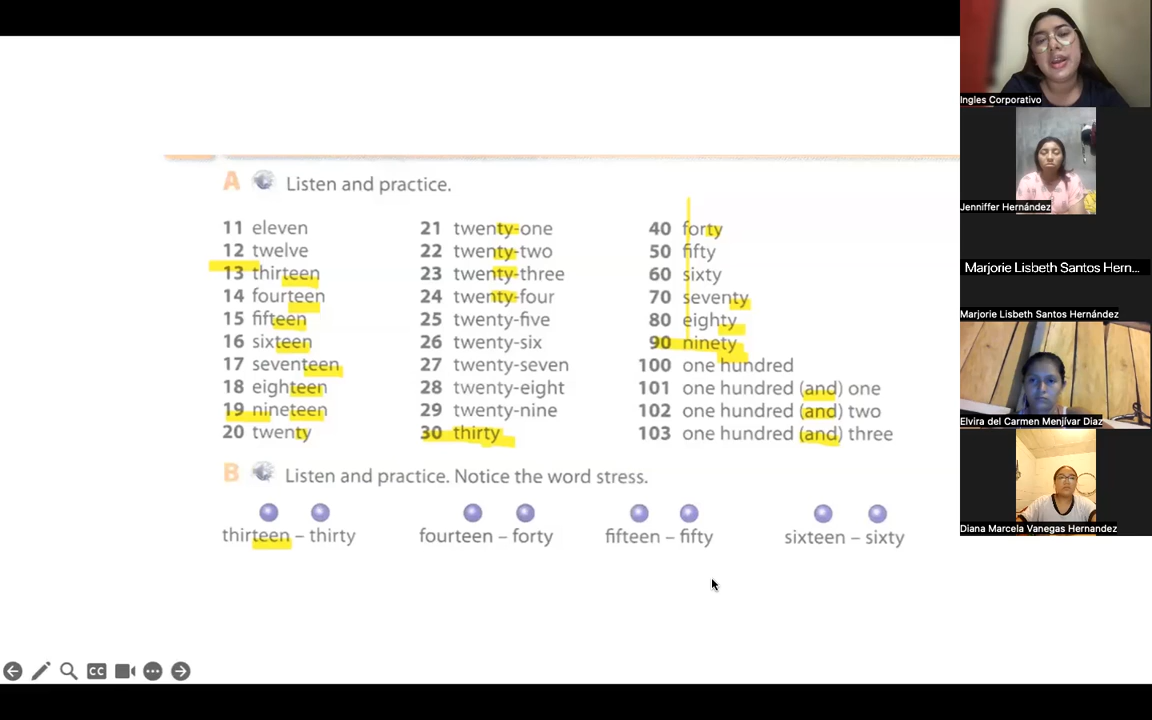 A Listen and practice.
11 eleven
12 twelve
13 thirteen
14 fourteen
15 fifteen
16 sixteen
17 seventeen
18 eighteen
19 nineteen
20 twenty
21 twenty-one
22 twenty-two
23 twenty-three
24 twenty-four
25 twenty-five
26 twenty-six
27 twenty-seven
28 twenty-eight
29 twenty-nine
30 thirty
40 forty
50 fifty
60 sixty
70 seventy
80 eighty
90 ninety
100 one hundred
101 one hundred (and) one
102 one hundred (and) two
103 one hundred (and) three
B Listen and practice. Notice the word stress.
thirteen – thirty
fourteen – forty
fifteen – fifty
sixteen – sixty
CC
Ingles Corporativo
Jenniffer Hernández
Marjorie Lisbeth Santos Hern...
Marjorie Lisbeth Santos Hernández
Elvira del Carmen Menjívar Diaz
Diana Marcela Vanegas Hernandez